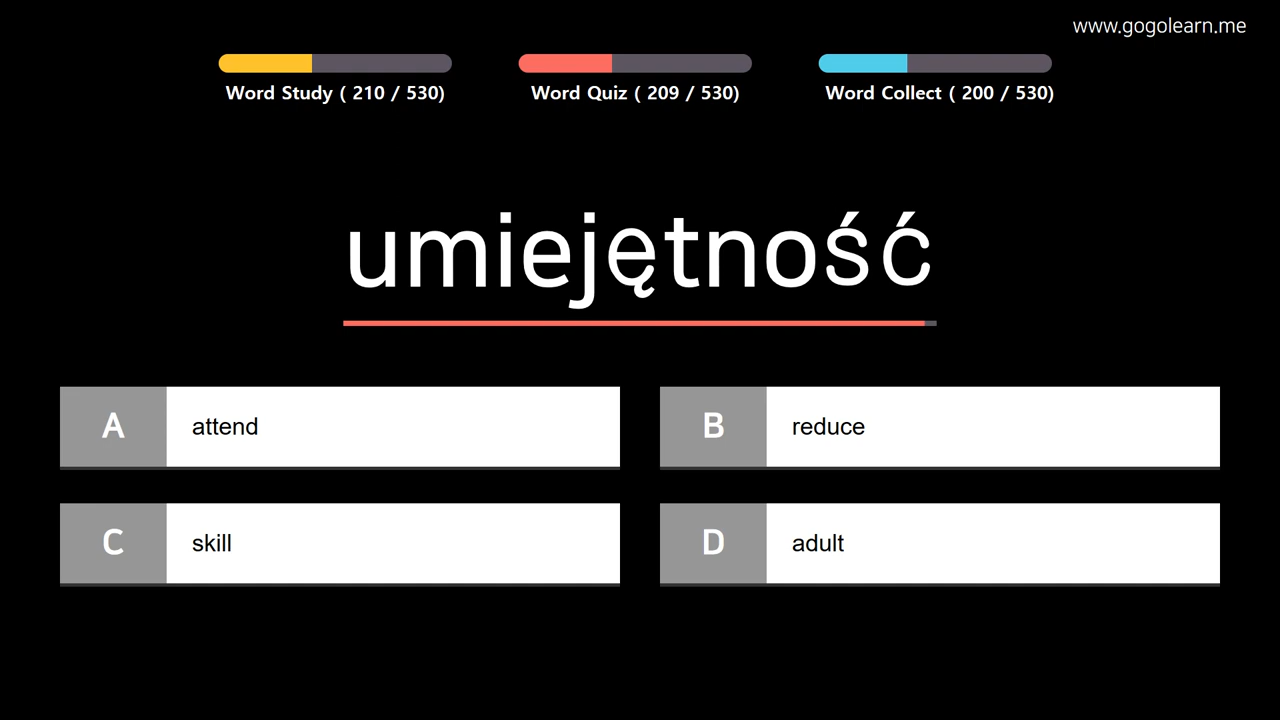 www.gogolearn.me
Word Study ( 210 / 530)
Word Quiz ( 209 / 530)
Word Collect ( 200 / 530)
umiejętność
A attend
B reduce
C skill
D adult